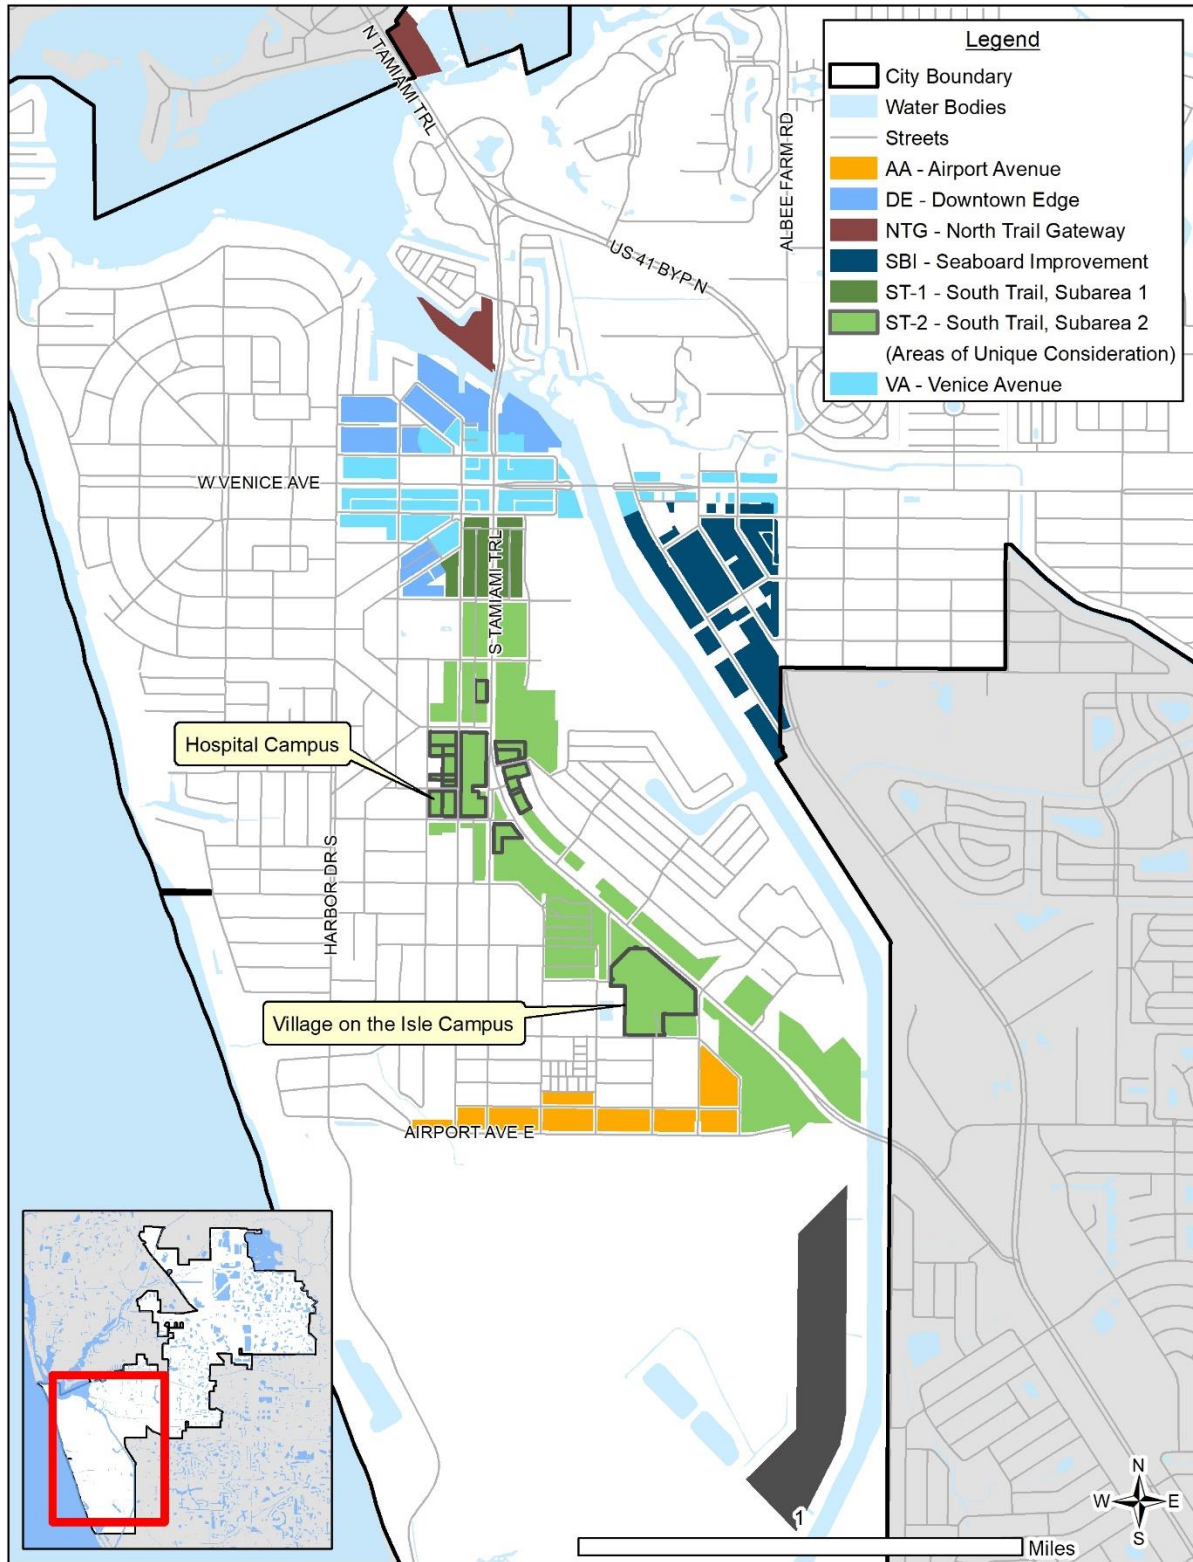 Legend
City Boundary
Water Bodies
Streets
AA - Airport Avenue
DE - Downtown Edge
NTG - North Trail Gateway
SBI - Seaboard Improvement
ST-1 - South Trail, Subarea 1
ST-2 - South Trail, Subarea 2
(Areas of Unique Consideration)
VA - Venice Avenue
N TAMIAMI TRL
ALBEE FARM RD
US 41 BYP N
W VENICE AVE
S TAMIAMI TRL
Hospital Campus
HARBOR DR S
Village on the Isle Campus
AIRPORT AVE E
N
W E
S
1
Miles